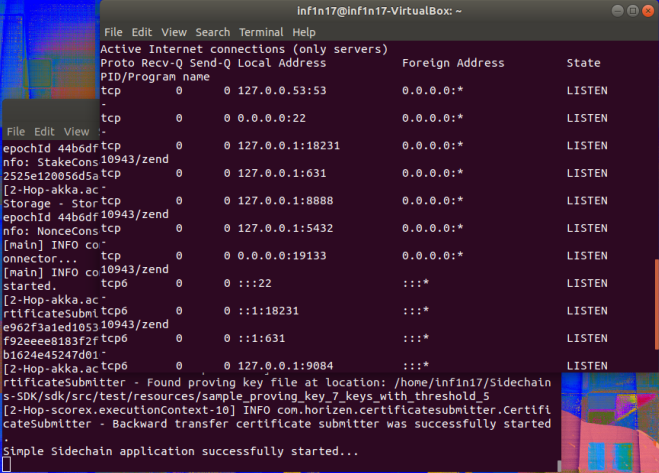 inf1n17@inf1n17-VirtualBox: ~
File Edit View Search Terminal Help
Active Internet connections (only servers)
Proto Recv-Q Send-Q Local Address Foreign Address State
PID/Program name
tcp 0 0 127.0.0.53:53 0.0.0.0:* LISTEN
-
tcp 0 0 0.0.0.0:22 0.0.0.0:* LISTEN
-
tcp 0 0 127.0.0.1:18231 0.0.0.0:* LISTEN
10943/zend
tcp 0 0 127.0.0.1:631 0.0.0.0:* LISTEN
-
tcp 0 0 127.0.0.1:8888 0.0.0.0:* LISTEN
10943/zend
tcp 0 0 127.0.0.1:5432 0.0.0.0:* LISTEN
-
tcp 0 0 0.0.0.0:19133 0.0.0.0:* LISTEN
10943/zend
tcp6 0 0 :::22 :::* LISTEN
-
tcp6 0 0 ::1:18231 :::* LISTEN
10943/zend
tcp6 0 0 ::1:631 :::* LISTEN
-
tcp6 0 0 127.0.0.1:9084 :::* LISTEN
File Edit View
epochId 44b6df
nfo: StakeCons
2525e120056d5a
[2-Hop-akka.ac
Storage - Stor
epochId 44b6df
nfo: NonceCons
[main] INFO co
onnector...
[main] INFO co
started.
[2-Hop-akka.ac
rtificateSubmi
e962f3a1ed1053
f92eeee8183f2f
b1624e45247d01
[2-Hop-akka.ac
rtificateSubmitter - Found proving key file at location: /home/inf1n17/Sidechain
s-SDK/sdk/src/test/resources/sample_proving_key_7_keys_with_threshold_5
[2-Hop-scorex.executionContext-10] INFO com.horizen.certificatesubmitter.Certifi
cateSubmitter - Backward transfer certificate submitter was successfully started
.
Simple Sidechain application successfully started...